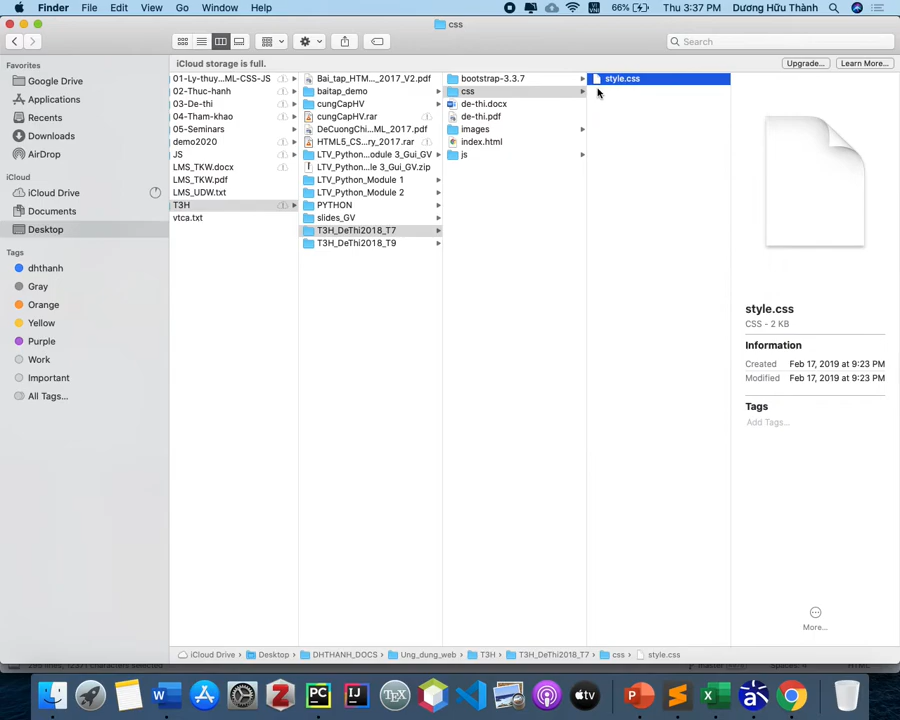 Finder File Edit View Go Window Help 66% Thu 3:37 PM Dương Hữu Thành
css
Search
Favorites
Google Drive
Applications
Recents
Downloads
AirDrop
iCloud
iCloud Drive
Documents
Desktop
Tags
dhthanh
Gray
Orange
Yellow
Purple
Work
Important
All Tags...
iCloud storage is full. Upgrade... Learn More...
01-Ly-thuy...ML-CSS-JS
02-Thuc-hanh
03-De-thi
04-Tham-khao
05-Seminars
demo2020
JS
LMS_TKW.docx
LMS_TKW.pdf
LMS_UDW.txt
T3H
vtca.txt
Bai_tap_HTM..._2017_V2.pdf
baitap_demo
cungCapHV
cungCapHV.rar
DeCuongChi...ML_2017.pdf
HTML5_CS...ry_2017.rar
LTV_Python...odule 3_Gui_GV
LTV_Python...le 3_Gui_GV.zip
LTV_Python_Module 1
LTV_Python_Module 2
PYTHON
slides_GV
T3H_DeThi2018_T7
T3H_DeThi2018_T9
bootstrap-3.3.7
css
de-thi.docx
de-thi.pdf
images
index.html
js
style.css
style.css
CSS - 2 KB
Information
Created Feb 17, 2019 at 9:23 PM
Modified Feb 17, 2019 at 9:23 PM
Tags
Add Tags...
More...
iCloud Drive › Desktop › DHTHANH_DOCS › Ung_dung_web › T3H › T3H_DeThi2018_T7 › css › style.css
W PC IJ TEX P S X